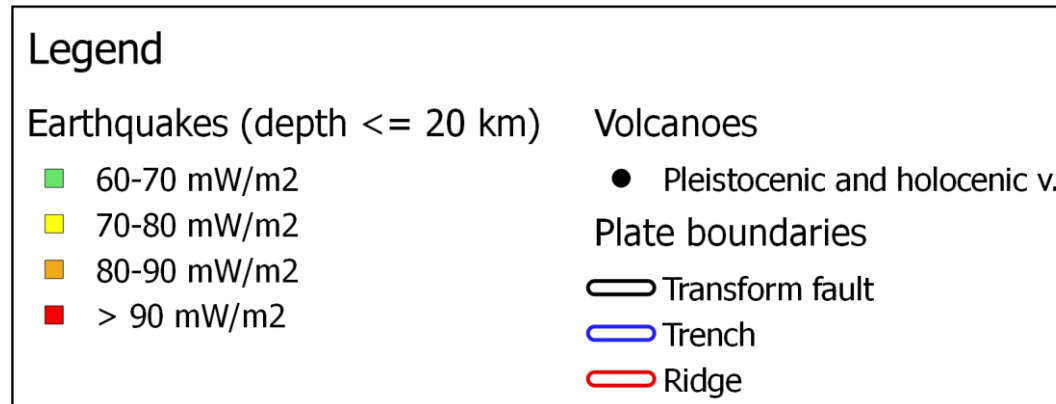 Legend
Earthquakes (depth <= 20 km)
60-70 mW/m2
70-80 mW/m2
80-90 mW/m2
> 90 mW/m2
Volcanoes
Pleistocenic and holocenic v.
Plate boundaries
Transform fault
Trench
Ridge